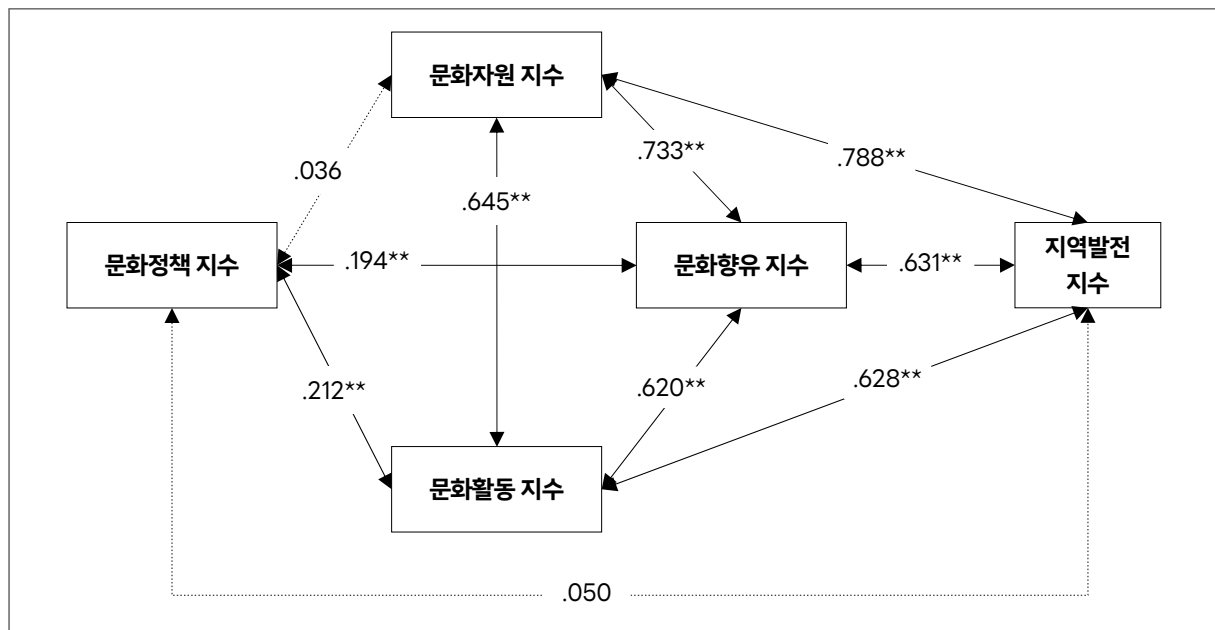 문화자원 지수
.733**
.788**
.036
.645**
문화정책 지수
.194**
문화향유 지수
.631**
지역발전
지수
.212**
.620**
.628**
문화활동 지수
.050